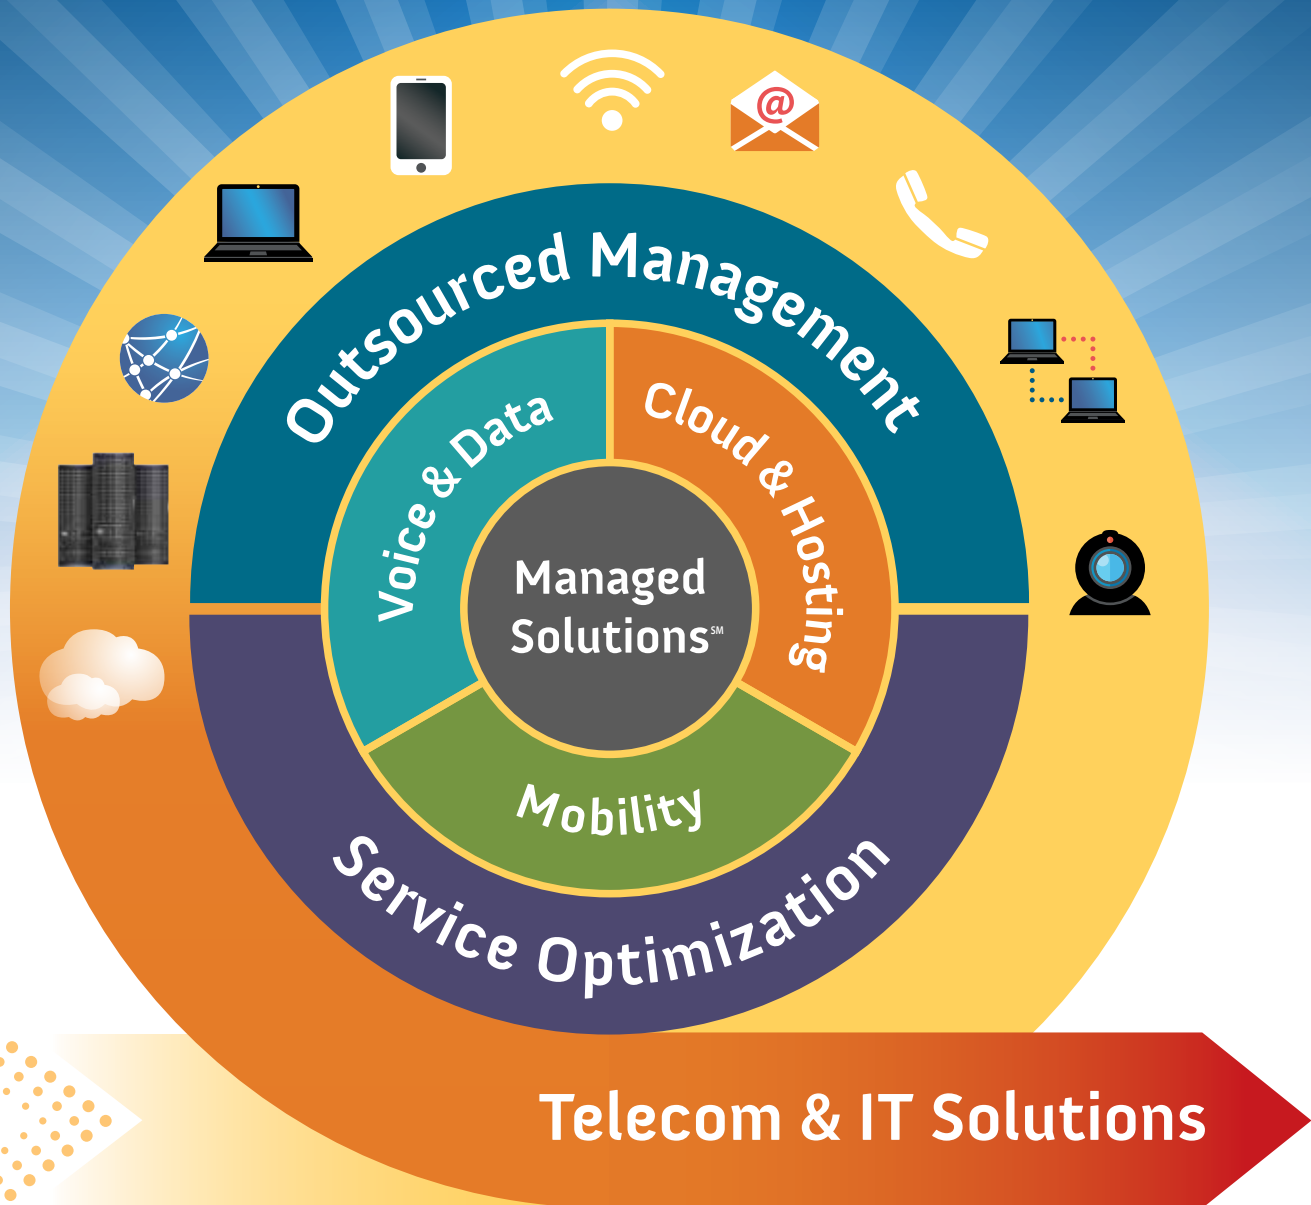 Outsourced Management
Voice & Data
Cloud & Hosting
Managed
Solutions℠
Mobility
Service Optimization
Telecom & IT Solutions
@